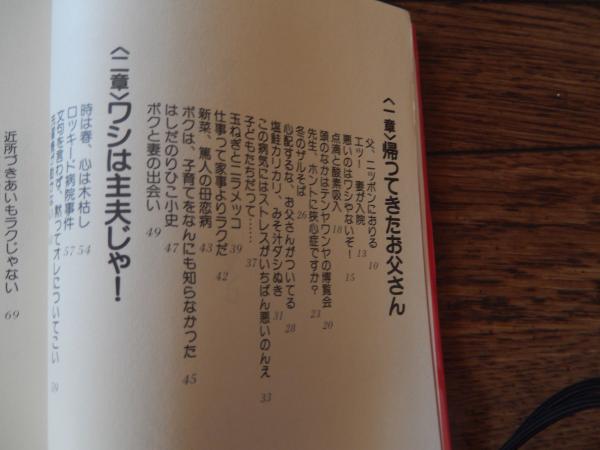 〈一章〉帰ってきたお父さん
父、ニッポンにおりる 10
エッ！ 妻が入院 13
悪いのはワシャないぞ！ 15
点滴と酸素吸入 18
頭のなかはテンヤワンヤの博覧会 20
先生、ホントに狭心症ですか？ 23
冬のザルそば 26
心配するな、お父さんがついてる 28
塩鮭カリカリ、みそ汁ダシぬき 31
この病気にはストレスがいちばん悪いのんえ 33
子どもたちだって…… 37
玉ねぎとニラメッコ 39
仕事って家事よりラクだ 42
新菜、篤人の母恋病 43
ボクは、子育てをなんにも知らなかった 45
はしだのりひこ小史 47
ボクと妻の出会い 49
〈二章〉ワシは主夫じゃ！
時は春、心は木枯し 54
ロッキード病院事件 57
文句を言わず、黙ってオレについてこい 59
近所づきあいもラクじゃない 69